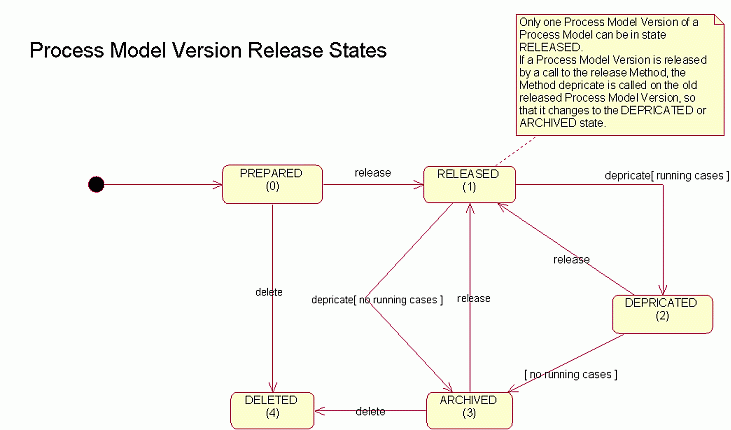 Only one Process Model Version of a
Process Model can be in state
RELEASED.
If a Process Model Version is released
by a call to the release Method, the
Method depricate is called on the old
released Process Model Version, so
that it changes to the DEPRICATED or
ARCHIVED state.
Process Model Version Release States
PREPARED
(0)
release
RELEASED
(1)
depricate[ running cases ]
release
delete
depricate[ no running cases ]
release
DEPRICATED
(2)
[ no running cases ]
DELETED
(4)
delete
ARCHIVED
(3)